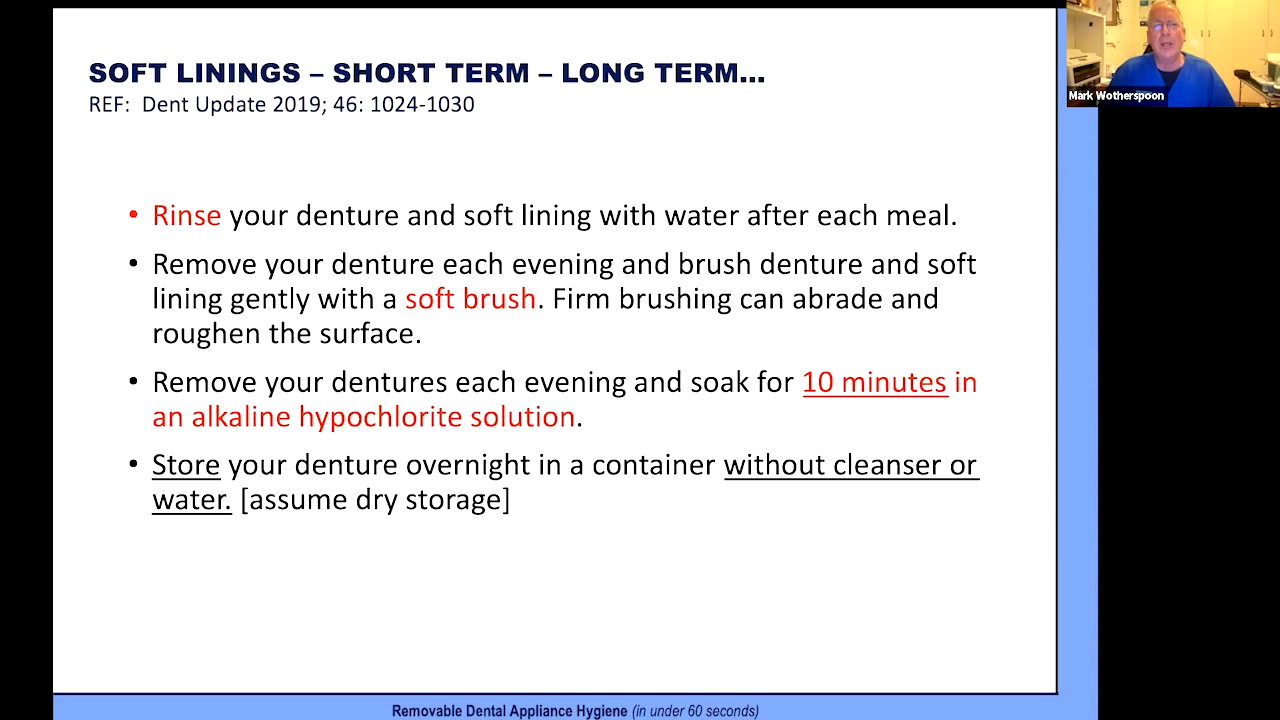 SOFT LININGS – SHORT TERM – LONG TERM...
REF: Dent Update 2019; 46: 1024-1030
Mark Wotherspoon
• Rinse your denture and soft lining with water after each meal.
• Remove your denture each evening and brush denture and soft
lining gently with a soft brush. Firm brushing can abrade and
roughen the surface.
• Remove your dentures each evening and soak for 10 minutes in
an alkaline hypochlorite solution.
• Store your denture overnight in a container without cleanser or
water. [assume dry storage]
Removable Dental Appliance Hygiene (in under 60 seconds)